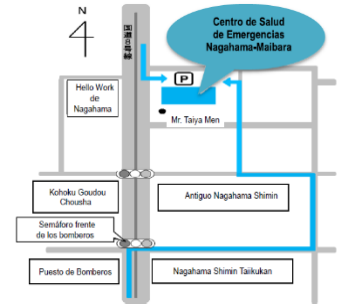 N
Centro de Salud
de Emergencias
Nagahama-Maibara
P
Hello Work
de
Nagahama
Mr. Taiya Men
Kohoku Goudou
Chousha
Antiguo Nagahama Shimin
Semáforo frente
de los bomberos
Puesto de Bomberos
Nagahama Shimin Taiikukan